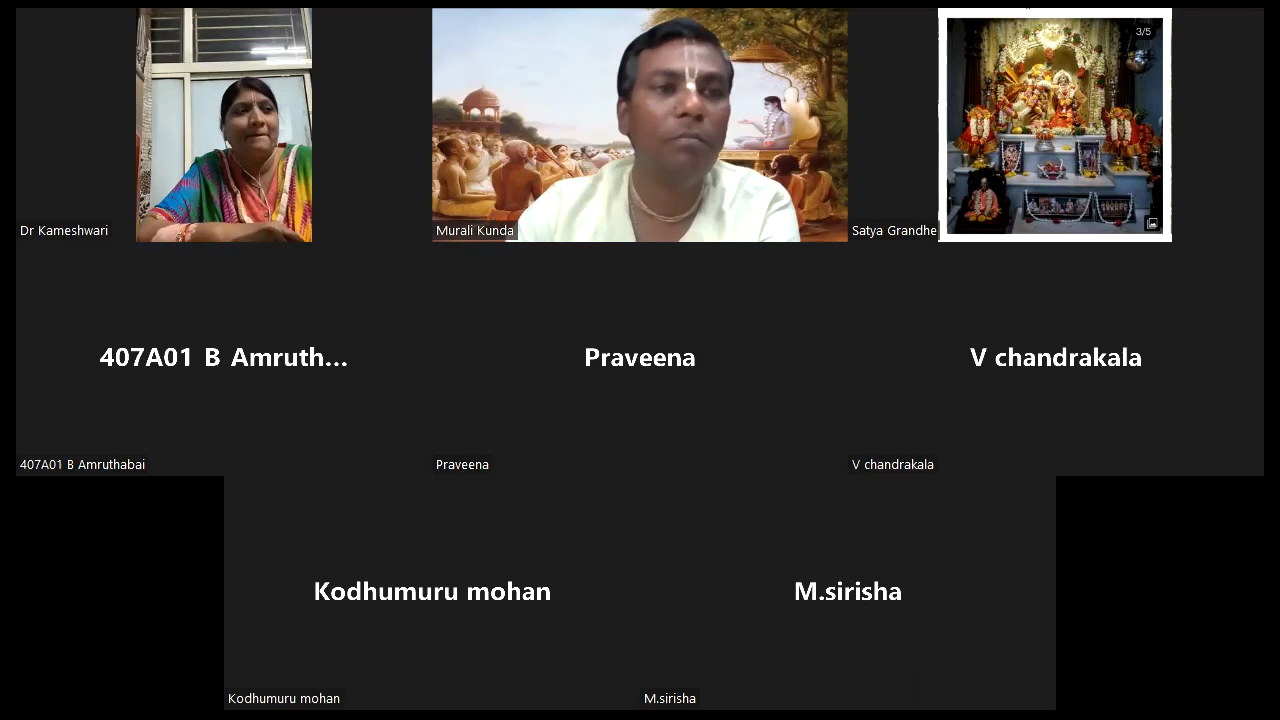 3/5
Dr Kameshwari
Murali Kunda
Satya Grandhe
407A01 B Amruth...
Praveena
V chandrakala
407A01 B Amruthabai
Praveena
V chandrakala
Kodhumuru mohan
M.sirisha
Kodhumuru mohan
M.sirisha